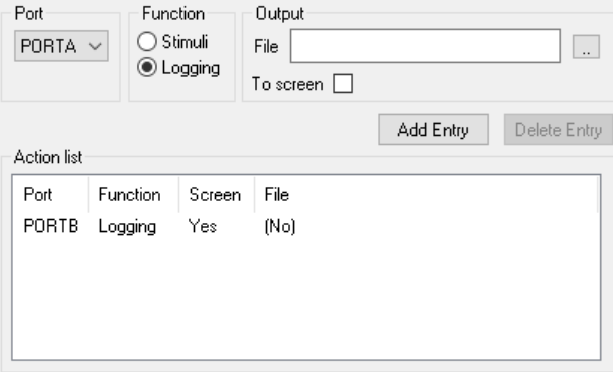 Port Function Output
PORTA Stimuli File ..
Logging
To screen
Add Entry Delete Entry
Action list
Port Function Screen File
PORTB Logging Yes (No)